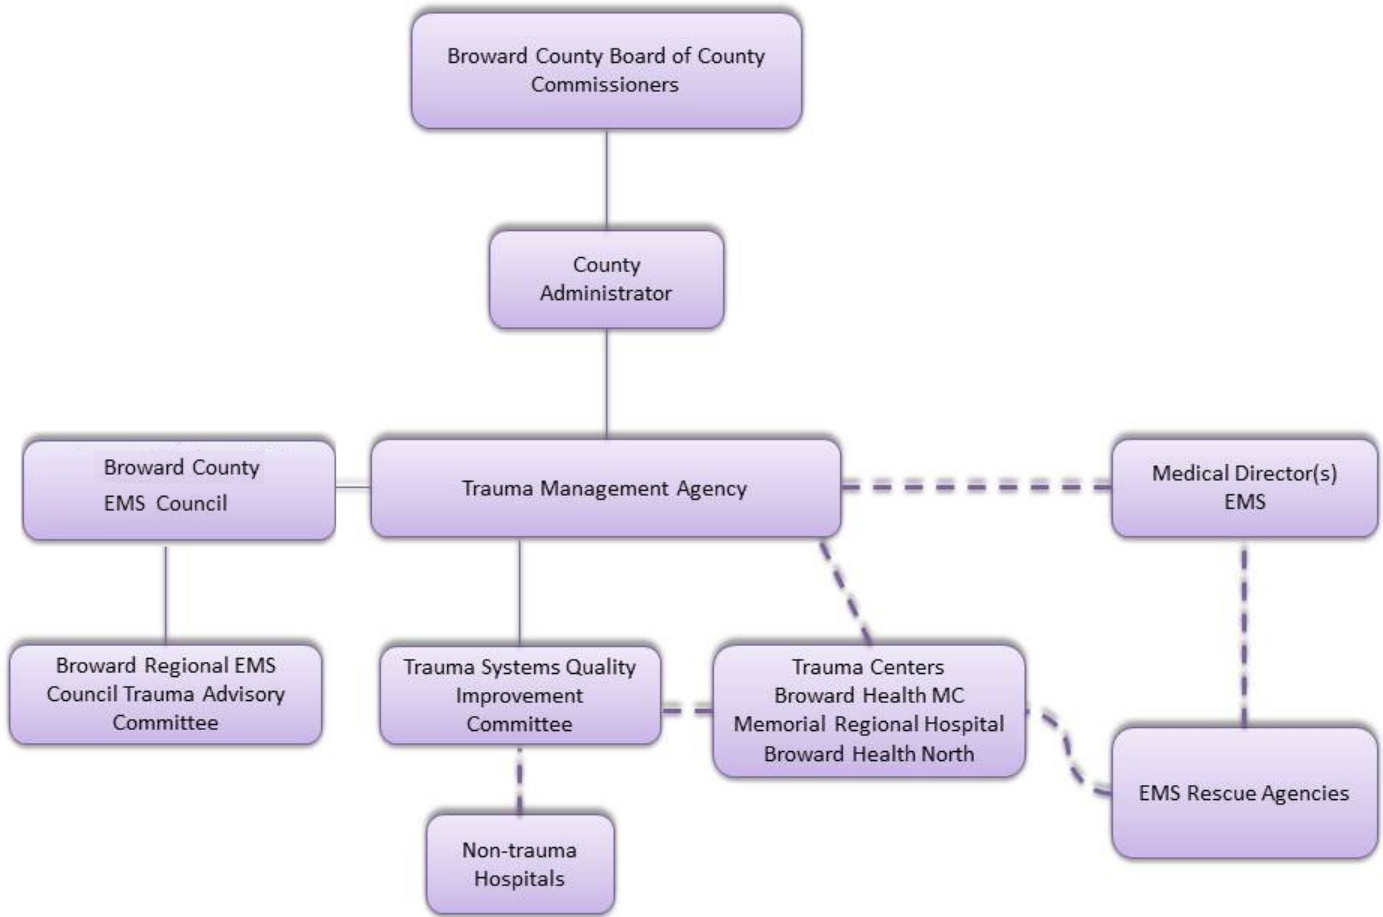 Broward County Board of County
Commissioners
County
Administrator
Broward County
EMS Council
Trauma Management Agency
Medical Director(s)
EMS
Broward Regional EMS
Council Trauma Advisory
Committee
Trauma Systems Quality
Improvement
Committee
Trauma Centers
Broward Health MC
Memorial Regional Hospital
Broward Health North
EMS Rescue Agencies
Non-trauma
Hospitals